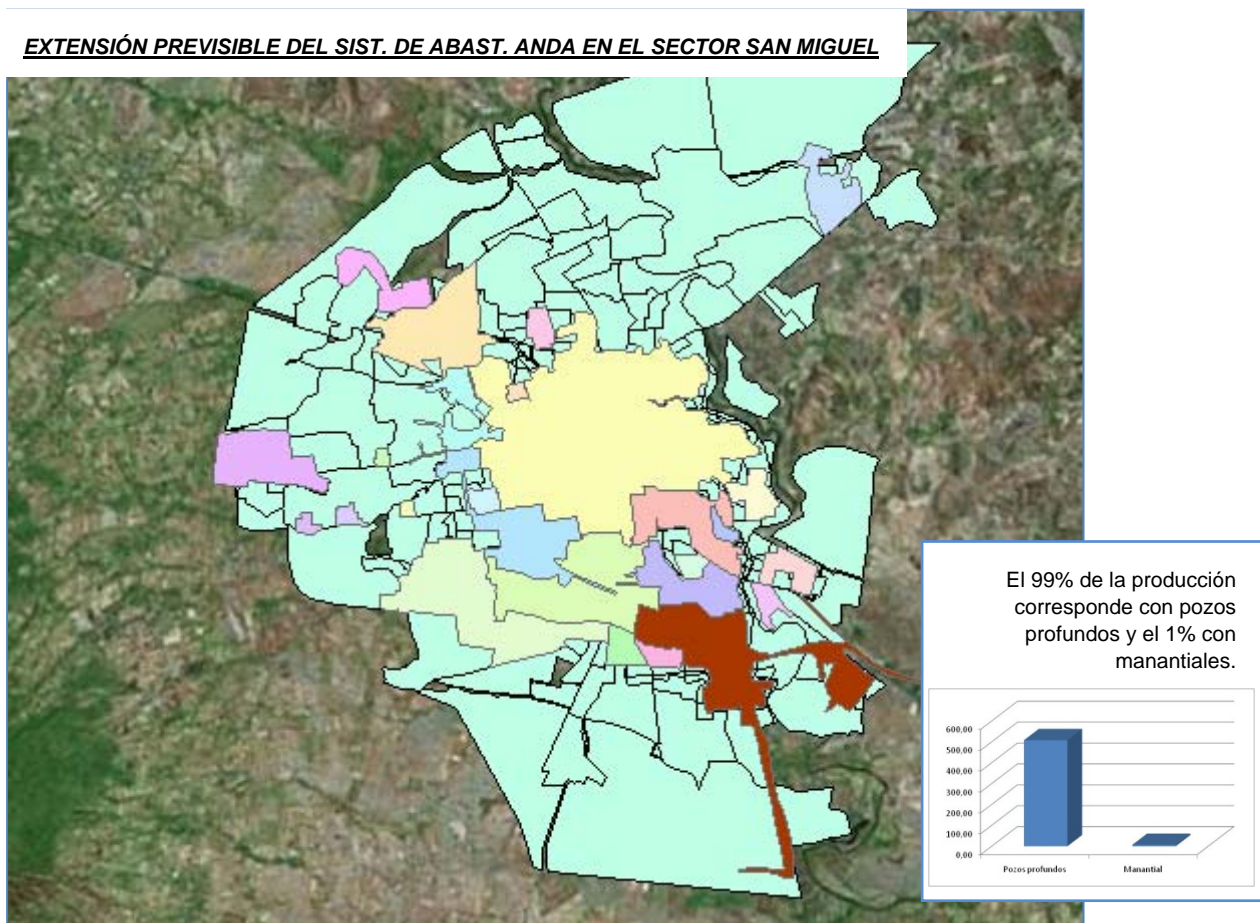 EXTENSIÓN PREVISIBLE DEL SIST. DE ABAST. ANDA EN EL SECTOR SAN MIGUEL
El 99% de la producción
corresponde con pozos
profundos y el 1% con
manantiales.
600,00
500,00
400,00
300,00
200,00
100,00
0,00
Pozos profundos Manantial